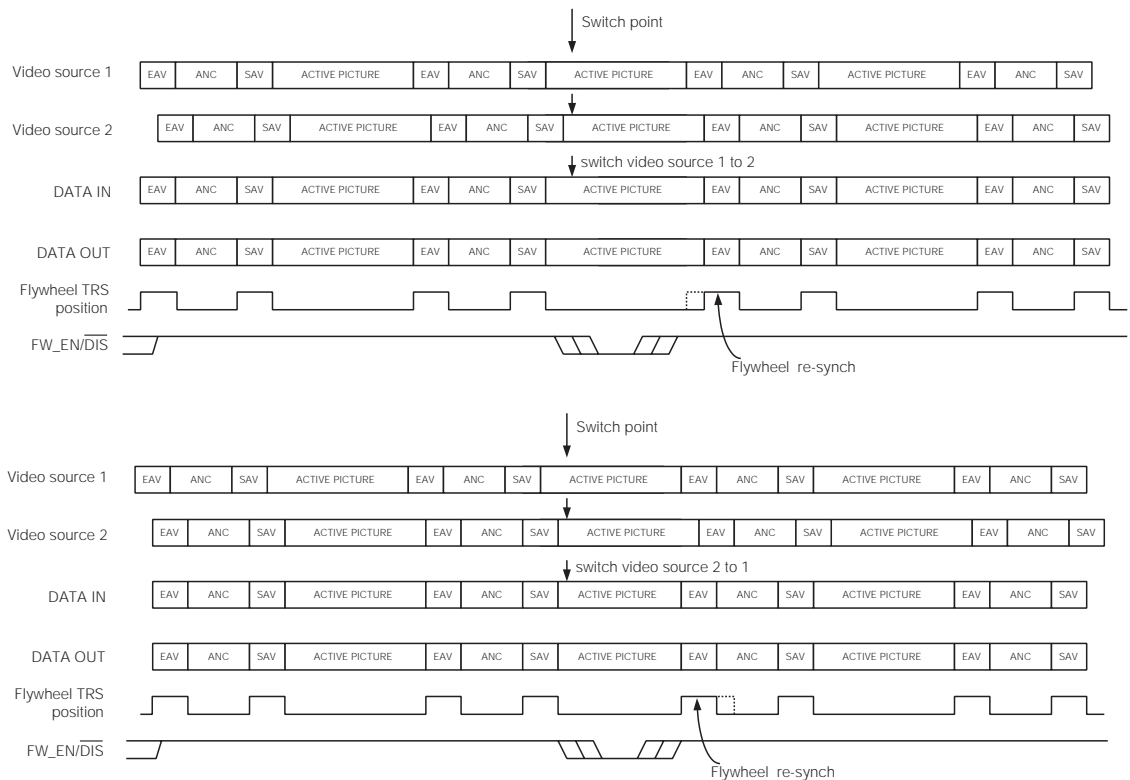 Switch point
Video source 1 EAV ANC SAV ACTIVE PICTURE EAV ANC SAV ACTIVE PICTURE EAV ANC SAV ACTIVE PICTURE EAV ANC SAV
Video source 2 EAV ANC SAV ACTIVE PICTURE EAV ANC SAV ACTIVE PICTURE EAV ANC SAV ACTIVE PICTURE EAV ANC SAV
switch video source 1 to 2
DATA IN EAV ANC SAV ACTIVE PICTURE EAV ANC SAV ACTIVE PICTURE EAV ANC SAV ACTIVE PICTURE EAV ANC SAV
DATA OUT EAV ANC SAV ACTIVE PICTURE EAV ANC SAV ACTIVE PICTURE EAV ANC SAV ACTIVE PICTURE EAV ANC SAV
Flywheel TRS
position
FW_EN/DIS
Flywheel re-synch
Switch point
Video source 1 EAV ANC SAV ACTIVE PICTURE EAV ANC SAV ACTIVE PICTURE EAV ANC SAV ACTIVE PICTURE EAV ANC SAV
Video source 2 EAV ANC SAV ACTIVE PICTURE EAV ANC SAV ACTIVE PICTURE EAV ANC SAV ACTIVE PICTURE EAV ANC SAV
switch video source 2 to 1
DATA IN EAV ANC SAV ACTIVE PICTURE EAV ANC SAV ACTIVE PICTURE EAV ANC SAV ACTIVE PICTURE EAV ANC SAV
DATA OUT EAV ANC SAV ACTIVE PICTURE EAV ANC SAV ACTIVE PICTURE EAV ANC SAV ACTIVE PICTURE EAV ANC SAV
Flywheel TRS
position
FW_EN/DIS
Flywheel re-synch